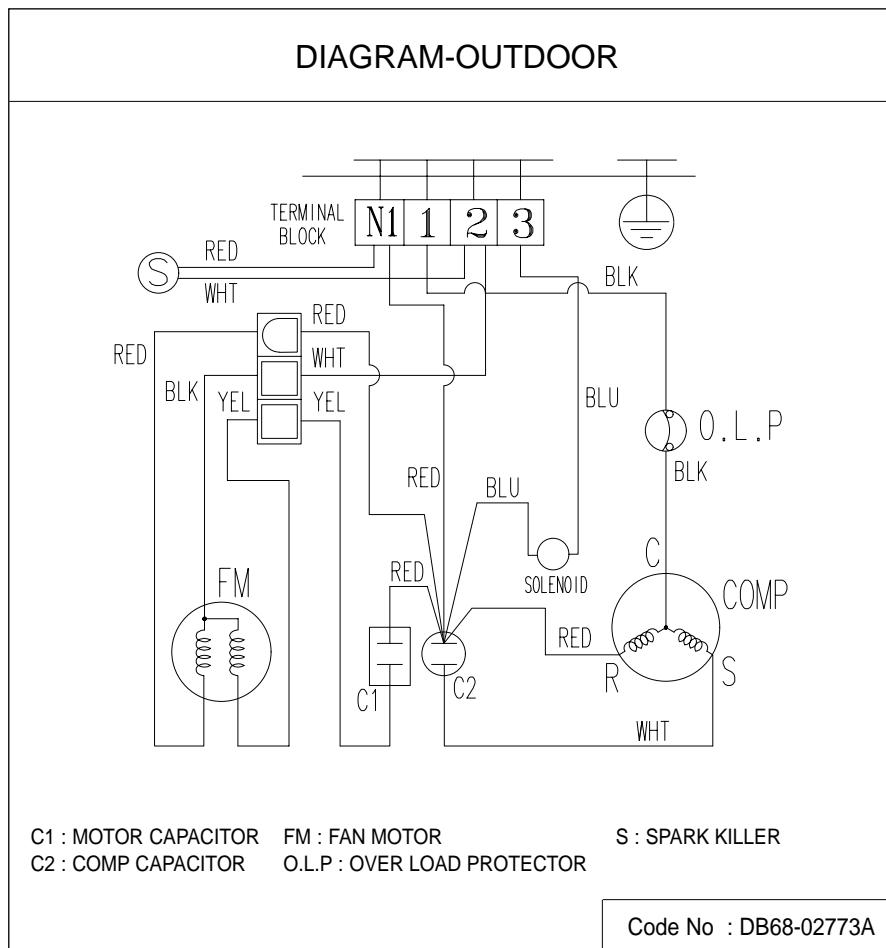 DIAGRAM-OUTDOOR
TERMINAL
BLOCK
N1 1 2 3
RED
S
WHT
BLK
RED
RED
WHT
BLK
YEL
YEL
BLU
O.L.P
BLK
RED
BLU
C
SOLENOID
COMP
FM
RED
RED
R
S
C1
C2
WHT
C1 : MOTOR CAPACITOR FM : FAN MOTOR S : SPARK KILLER
C2 : COMP CAPACITOR O.L.P : OVER LOAD PROTECTOR
Code No : DB68-02773A